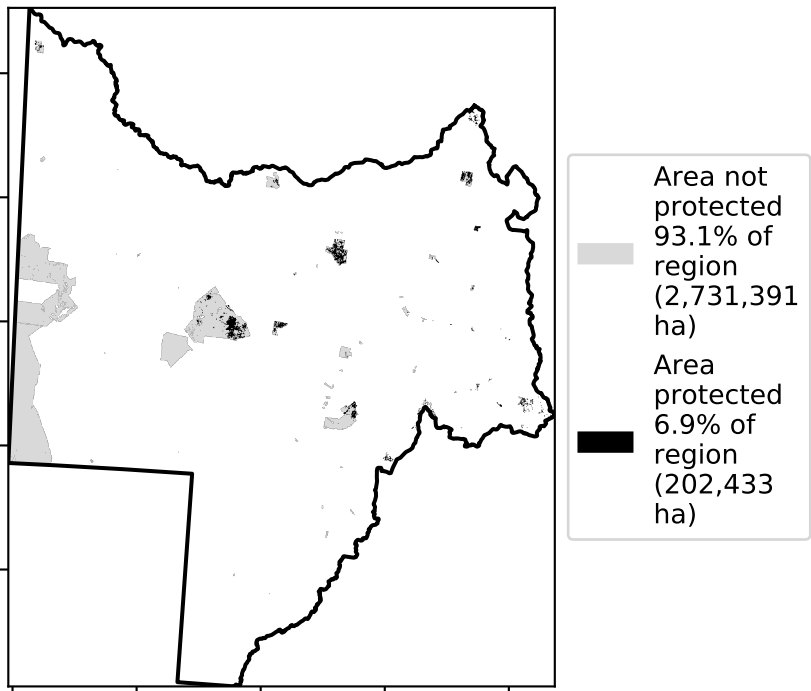 Area not
protected
93.1% of
region
(2,731,391
ha)
Area
protected
6.9% of
region
(202,433
ha)